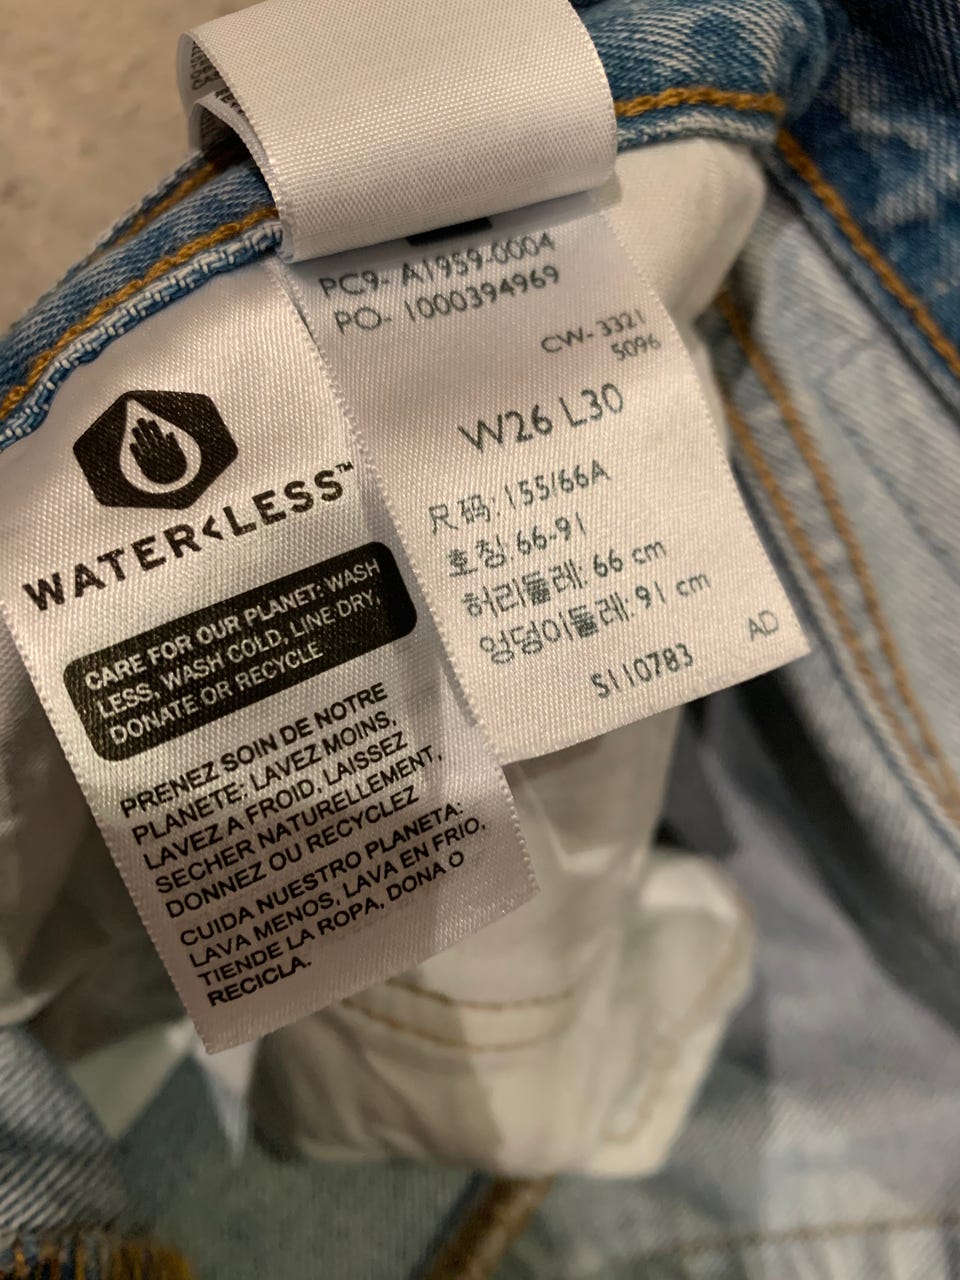 WATER<LESS™
CARE FOR OUR PLANET: WASH
LESS, WASH COLD, LINE DRY,
DONATE OR RECYCLE
PRENEZ SOIN DE NOTRE
PLANETE: LAVEZ MOINS,
LAVEZ A FROID, LAISSEZ
SECHER NATURELLEMENT,
DONNEZ OU RECYCLEZ
CUIDA NUESTRO PLANETA:
LAVA MENOS, LAVA EN FRIO,
TIENDE LA ROPA, DONA O
RECICLA.
PC9- A1959-0004
PO- 1000394969
CW- 3321
5096
W26 L30
尺码: 155/66A
호칭: 66-91
허리둘레: 66 cm
엉덩이둘레: 91 cm
AD
S110783